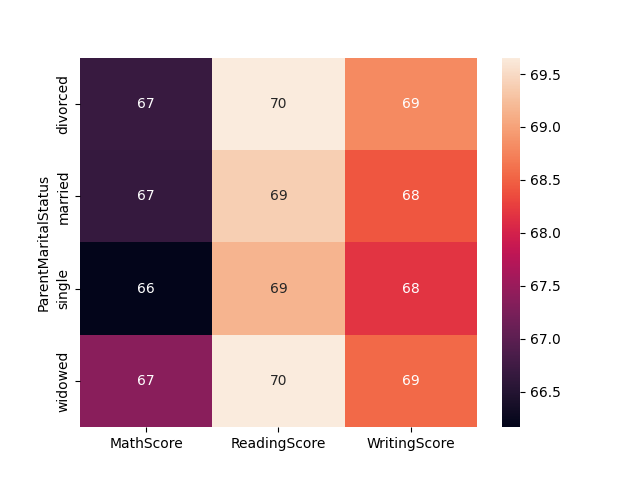 ParentMaritalStatus
divorced 67 70 69
married 67 69 68
single 66 69 68
widowed 67 70 69
MathScore ReadingScore WritingScore
69.5
69.0
68.5
68.0
67.5
67.0
66.5